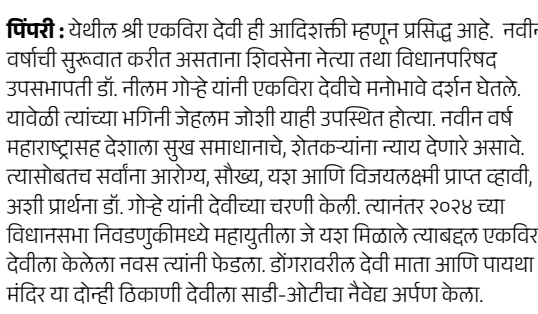 पिंपरी : येथील श्री एकविरा देवी ही आदिशक्ती म्हणून प्रसिद्ध आहे. नवीन
वर्षाची सुरूवात करीत असताना शिवसेना नेत्या तथा विधानपरिषद
उपसभापती डॉ. नीलम गोऱ्हे यांनी एकविरा देवीचे मनोभावे दर्शन घेतले.
यावेळी त्यांच्या भगिनी जेहलम जोशी याही उपस्थित होत्या. नवीन वर्ष
महाराष्ट्रासह देशाला सुख समाधानाचे, शेतकऱ्यांना न्याय देणारे असावे.
त्यासोबतच सर्वांना आरोग्य, सौख्य, यश आणि विजयलक्ष्मी प्राप्त व्हावी,
अशी प्रार्थना डॉ. गोऱ्हे यांनी देवीच्या चरणी केली. त्यानंतर २०२४ च्या
विधानसभा निवडणुकीमध्ये महायुतीला जे यश मिळाले त्याबद्दल एकविर
देवीला केलेला नवस त्यांनी फेडला. डोंगरावरील देवी माता आणि पायथा
मंदिर या दोन्ही ठिकाणी देवीला साडी-ओटीचा नैवेद्य अर्पण केला.